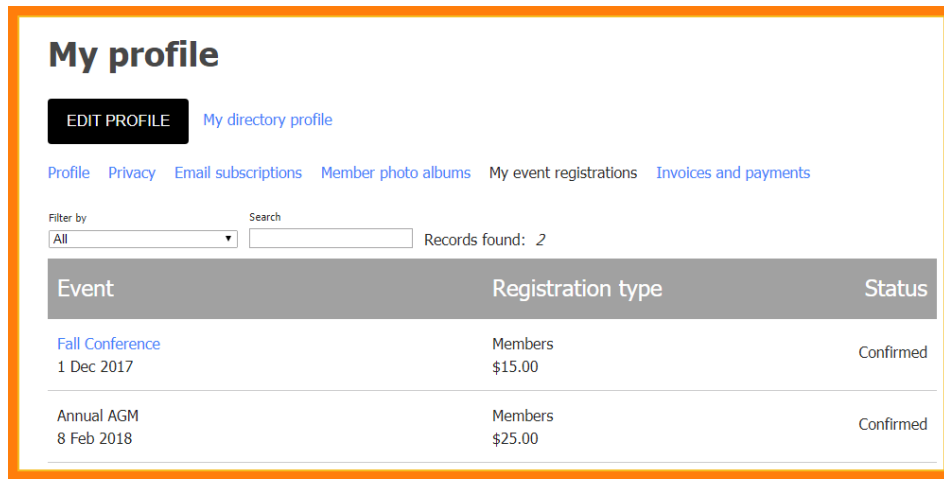 My profile
EDIT PROFILE My directory profile
Profile Privacy Email subscriptions Member photo albums My event registrations Invoices and payments
Filter by Search
All Records found: 2
Event Registration type Status
Fall Conference Members
1 Dec 2017 $15.00 Confirmed
Annual AGM Members
8 Feb 2018 $25.00 Confirmed